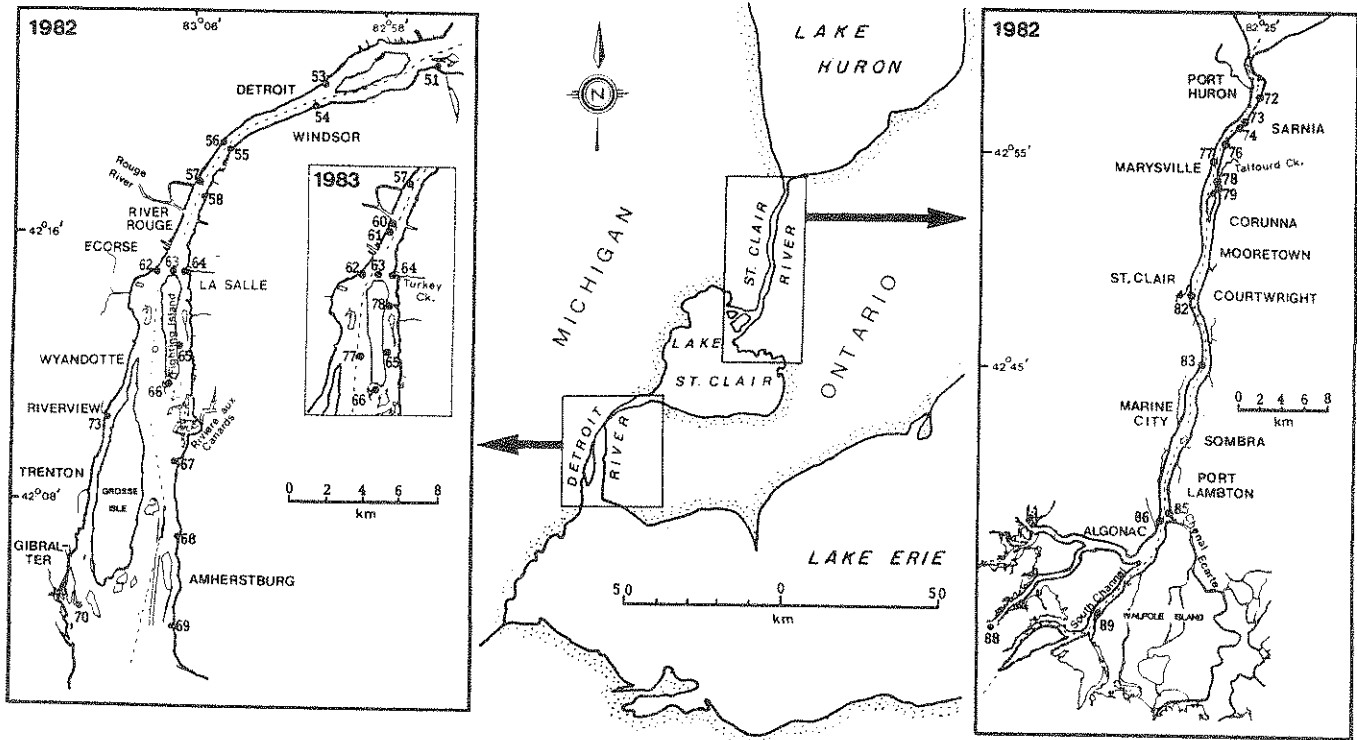 1982
83°06'
82°58'
53
51
DETROIT
54
WINDSOR
56
55
Rouge
River
57
58
RIVER
ROUGE
42°16'
ECORSE
62
63
64
LA SALLE
Fighting Island
WYANDOTTE
65
66
RIVERVIEW
73
Rivière aux
Canards
67
TRENTON
GROSSE
ISLE
42°08'
68
GIBRAL-
TER
AMHERSTBURG
70
69
1983
57
60
61
62
63
64
Turkey
Ck.
78
77
65
66
0 2 4 6 8
km
N
LAKE
HURON
MICHIGAN
ST. CLAIR
RIVER
ONTARIO
LAKE
ST. CLAIR
DETROIT
RIVER
LAKE ERIE
50 0 50
km
1982
82°25'
PORT
HURON
72
73
74
SARNIA
76
77
42°55'
MARYSVILLE
Talfourd Ck.
78
79
CORUNNA
MOORETOWN
ST. CLAIR
82
COURTWRIGHT
42°45'
83
0 2 4 6 8
km
MARINE
CITY
SOMBRA
PORT
LAMBTON
86
85
ALGONAC
Chenal Ecarte
South Channel
89
WALPOLE ISLAND
88